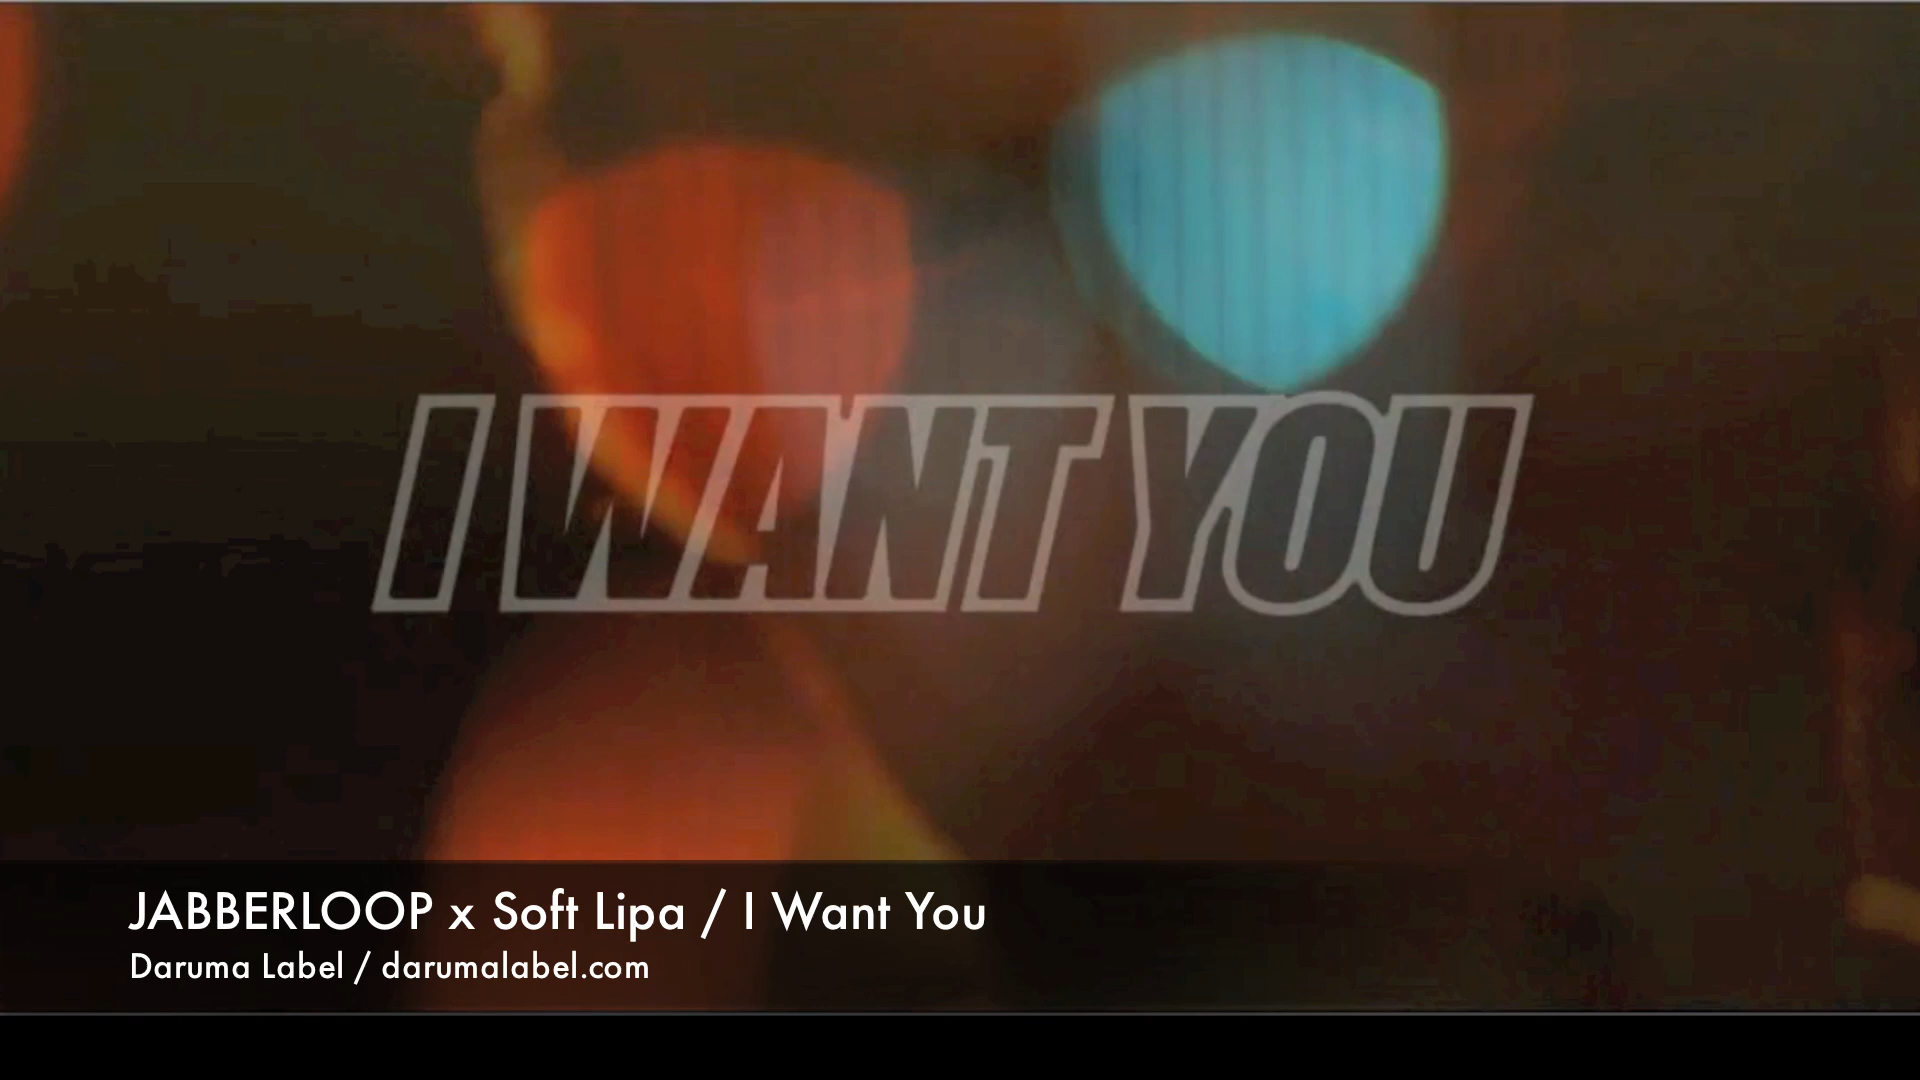 I WANT YOU
JABBERLOOP x Soft Lipa / I Want You
Daruma Label / darumalabel.com